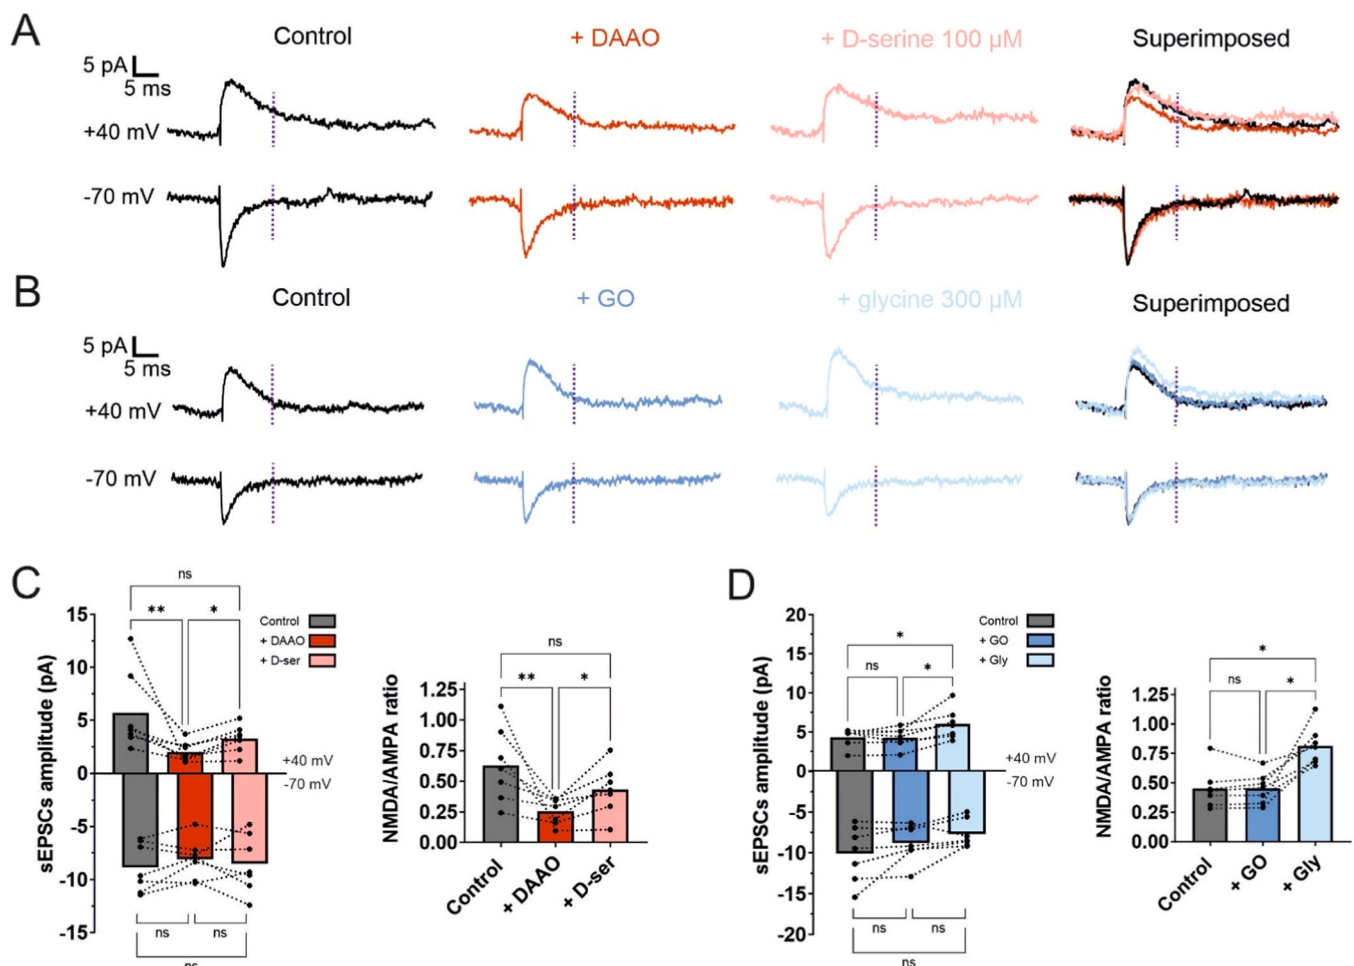 A
Control
+ DAAO
+ D-serine 100 µM
Superimposed
5 pA
5 ms
+40 mV
-70 mV
B
Control
+ GO
+ glycine 300 µM
Superimposed
5 pA
5 ms
+40 mV
-70 mV
C
ns
** *
Control
+ DAAO
+ D-ser
sEPSCs amplitude (pA)
15
10
5
0
-5
-10
-15
+40 mV
-70 mV
ns ns
ns
NMDA/AMPA ratio
ns
** *
1.25
1.00
0.75
0.50
0.25
0.00
Control
+ DAAO
+ D-ser
D
*
ns *
Control
+ GO
+ Gly
sEPSCs amplitude (pA)
20
15
10
5
0
-5
-10
-15
-20
+40 mV
-70 mV
ns ns
ns
NMDA/AMPA ratio
*
ns *
1.25
1.00
0.75
0.50
0.25
0.00
Control
+ GO
+ Gly